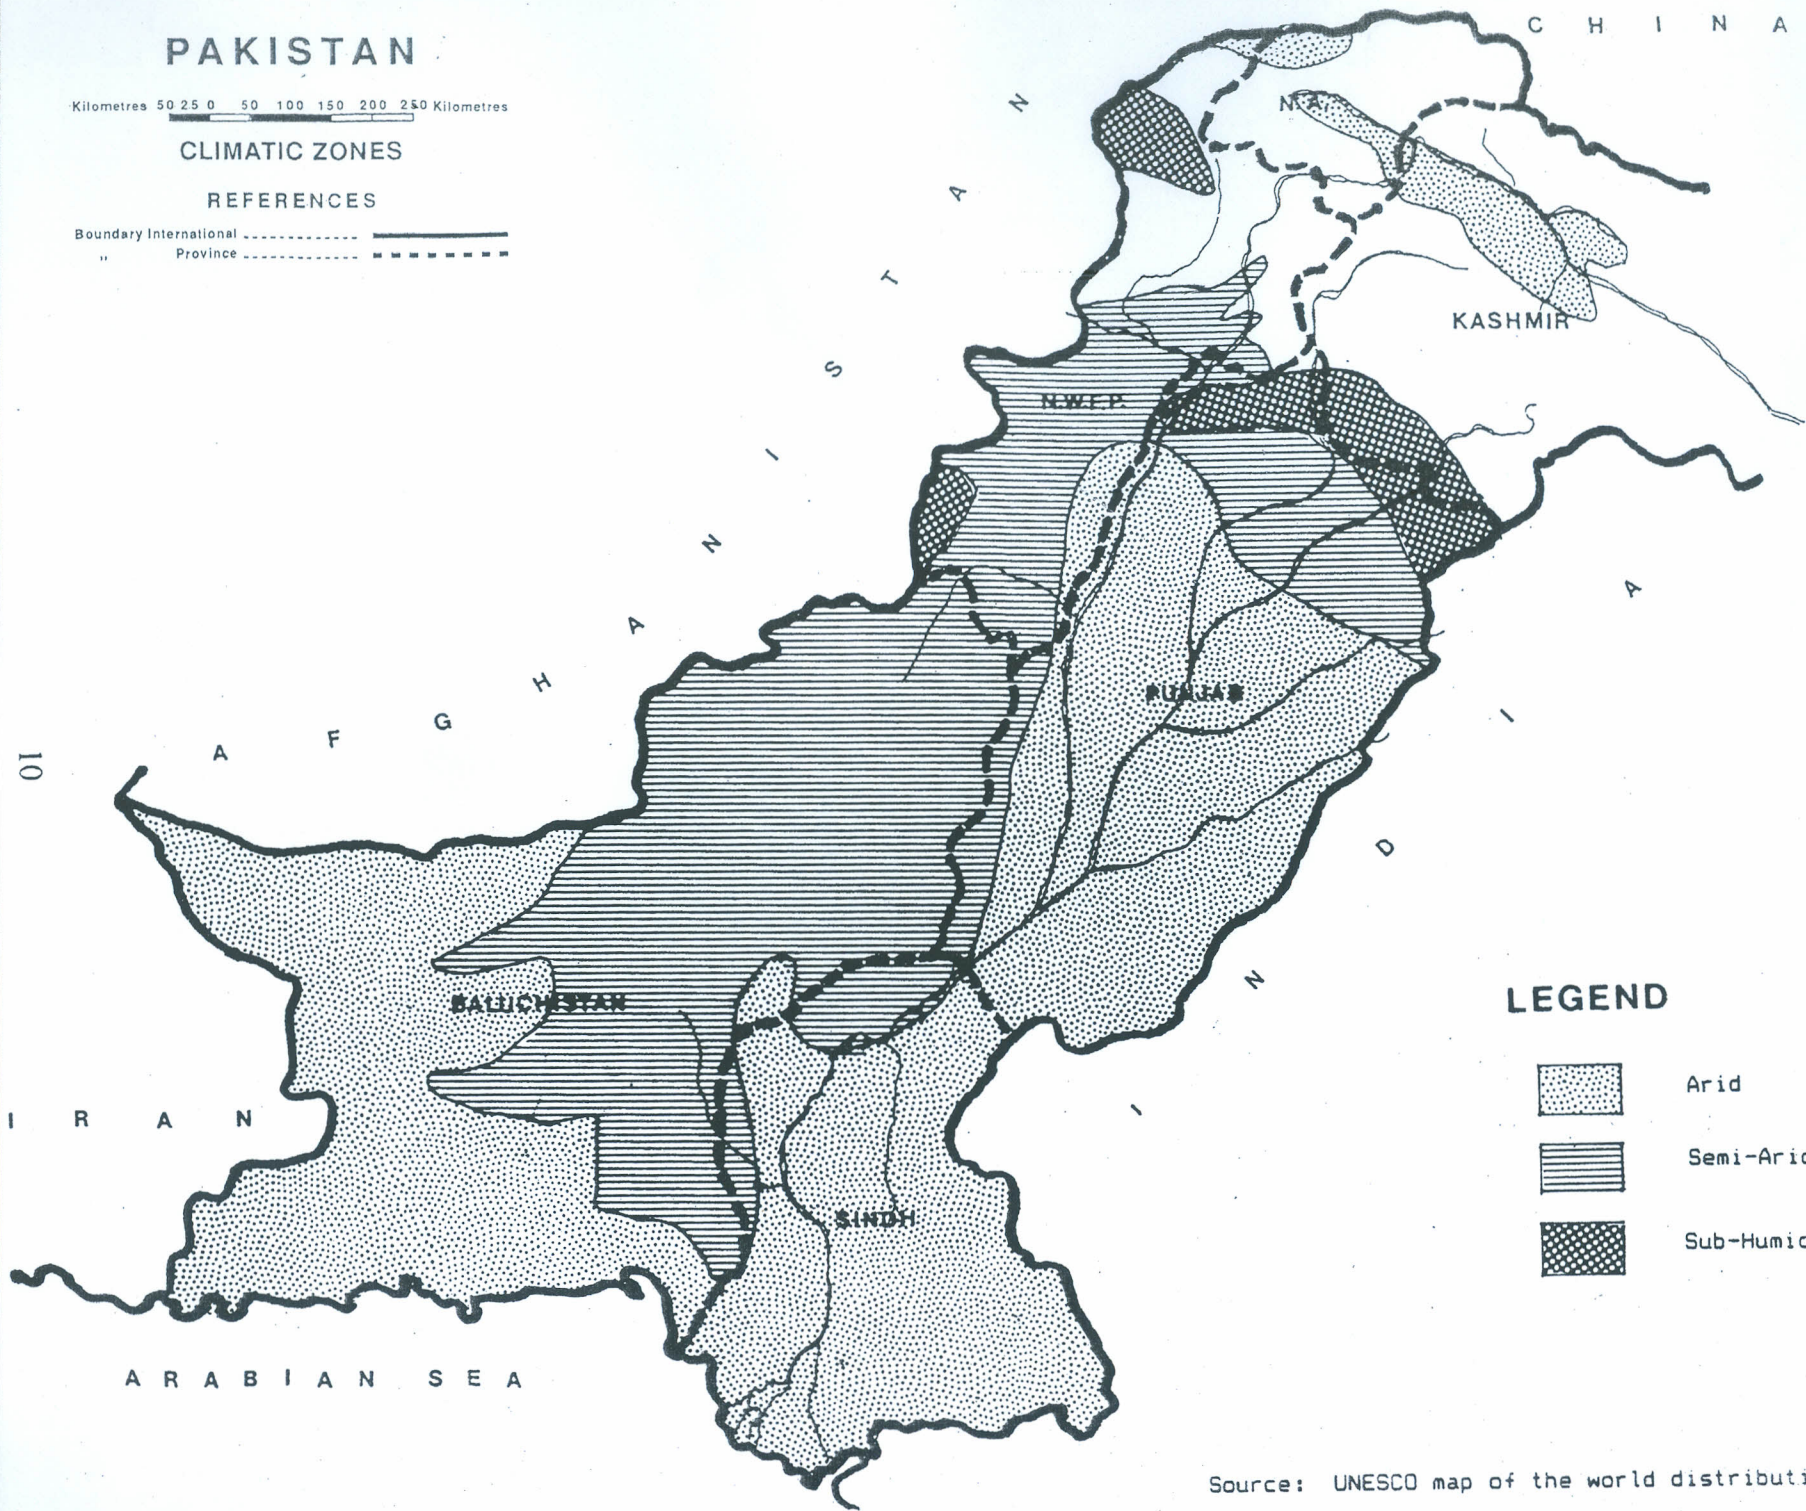 PAKISTAN
Kilometres 50 25 0 50 100 150 200 250 Kilometres
CLIMATIC ZONES
REFERENCES
Boundary International
" Province
CHINA
N.A.
KASHMIR
N.W.F.P.
AFGHANISTAN
PUNJAB
INDIA
10
BALUCHISTAN
IRAN
SINDH
ARABIAN SEA
LEGEND
Arid
Semi-Arid
Sub-Humid
Source: UNESCO map of the world distributi